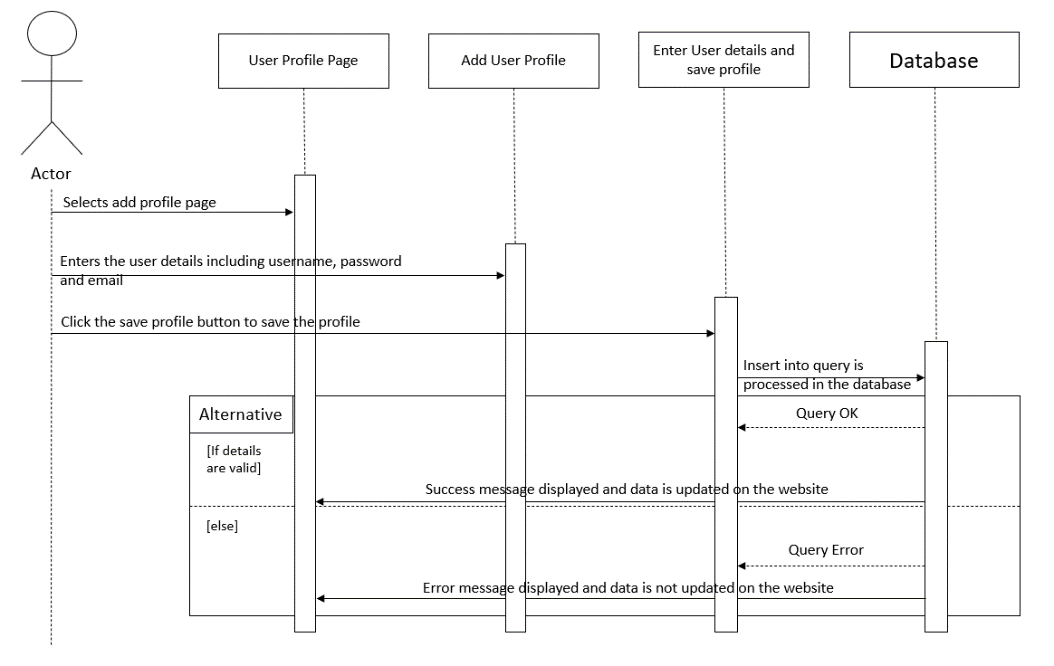 User Profile Page
Add User Profile
Enter User details and
save profile
Database
Actor
Selects add profile page
Enters the user details including username, password
and email
Click the save profile button to save the profile
Insert into query is
processed in the database
Alternative
Query OK
[If details
are valid]
Success message displayed and data is updated on the website
[else]
Query Error
Error message displayed and data is not updated on the website